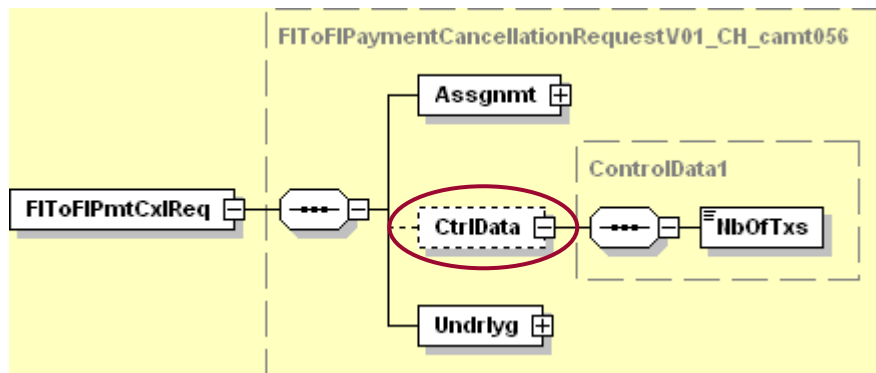 FIToFIPaymentCancellationRequestV01_CH_camt056
Assgnmt
ControlData1
FIToFIPmtCxlReq
CtrlData
NbOfTxs
Undrlyg